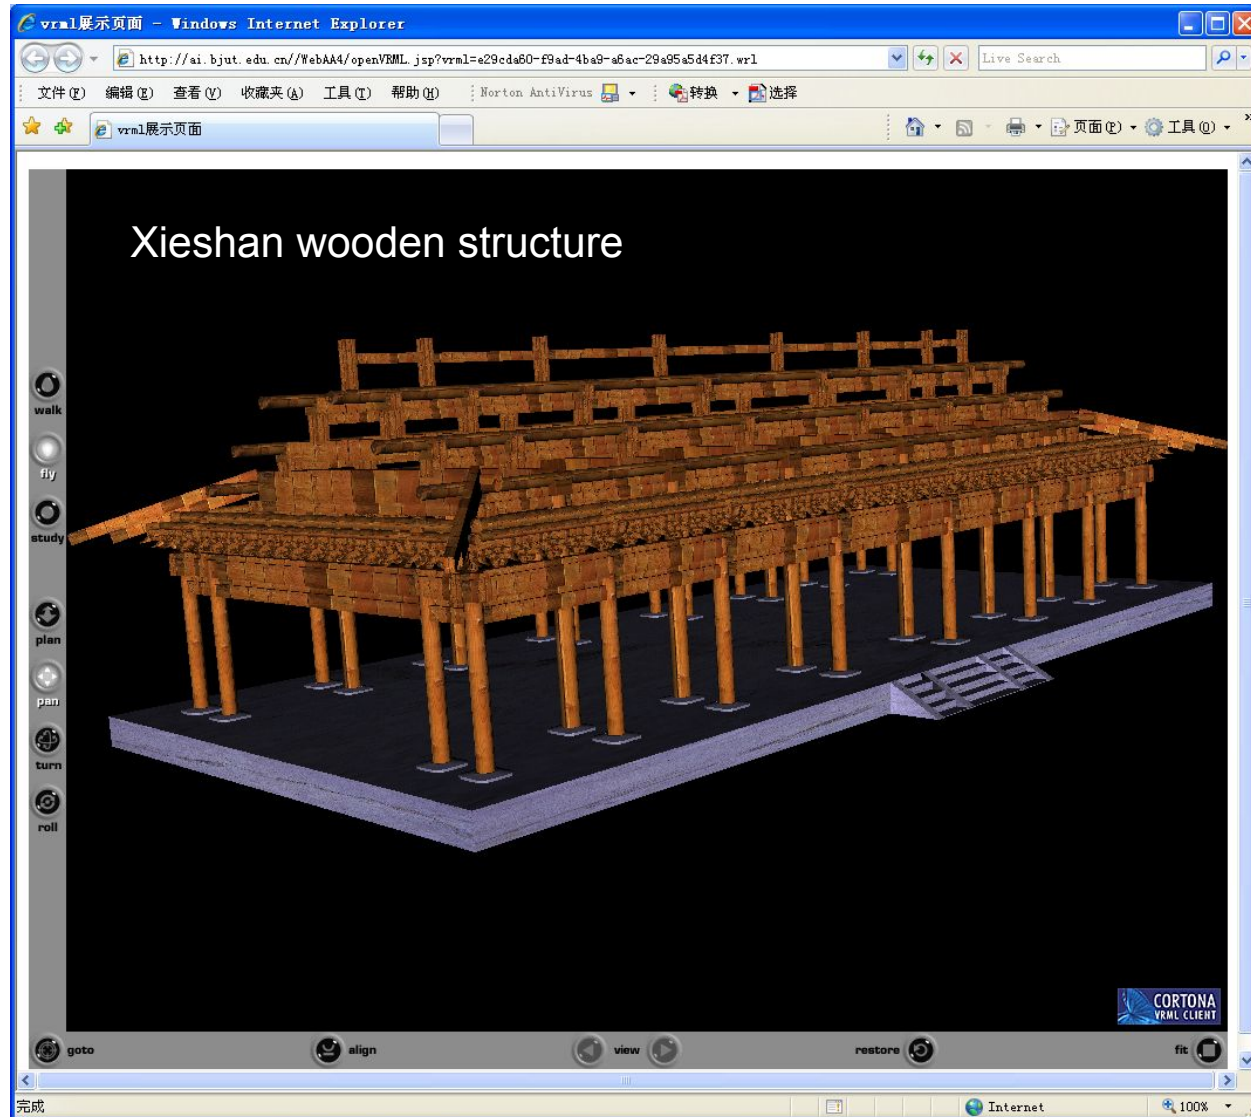 vrml展示页面 - Windows Internet Explorer
http://ai.bjut.edu.cn//WebAA4/openVRML.jsp?vrml=e29cda60-f9ad-4ba9-a6ac-29a95a5d4f37.wrl
Live Search
文件(F) 编辑(E) 查看(V) 收藏夹(A) 工具(T) 帮助(H) Norton AntiVirus 转换 选择
vrml展示页面 页面(P) 工具(O) »
Xieshan wooden structure
walk
fly
study
plan
pan
turn
roll
CORTONA
VRML CLIENT
goto align view restore fit
完成 Internet 100%